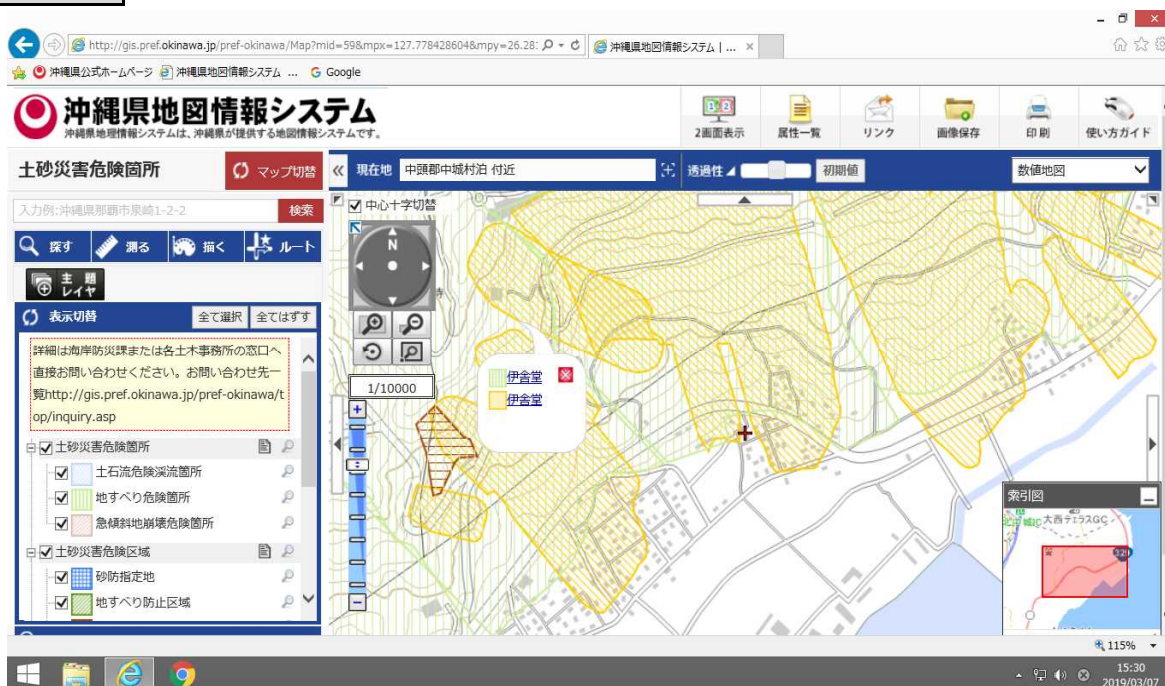 http://gis.pref.okinawa.jp/pref-okinawa/Map?mid=59&mpx=127.778428604&mpy=26.28
沖縄県地図情報システム | ...
沖縄県公式ホームページ 沖縄県地図情報システム ... Google
沖縄県地図情報システム
沖縄県地理情報システムは、沖縄県が提供する地図情報システムです。
2画面表示 属性一覧 リンク 画像保存 印刷 使い方ガイド
土砂災害危険箇所 マップ切替
現在地 中頭郡中城村泊 付近 透過性 初期値 数値地図
入力例:沖縄県那覇市泉崎1-2-2 検索
中心十字切替
探す 測る 描く ルート
N
主題
レイヤ
表示切替 全て選択 全てはずす
詳細は海岸防災課または各土木事務所の窓口へ
直接お問い合わせください。お問い合わせ先一
覧http://gis.pref.okinawa.jp/pref-okinawa/t
op/inquiry.asp
1/10000
伊舎堂
伊舎堂
土砂災害危険箇所
土石流危険渓流箇所
地すべり危険箇所
急傾斜地崩壊危険箇所
土砂災害危険区域
砂防指定地
地すべり防止区域
索引図
大西テラスGC
329
115%
15:30
2019/03/07